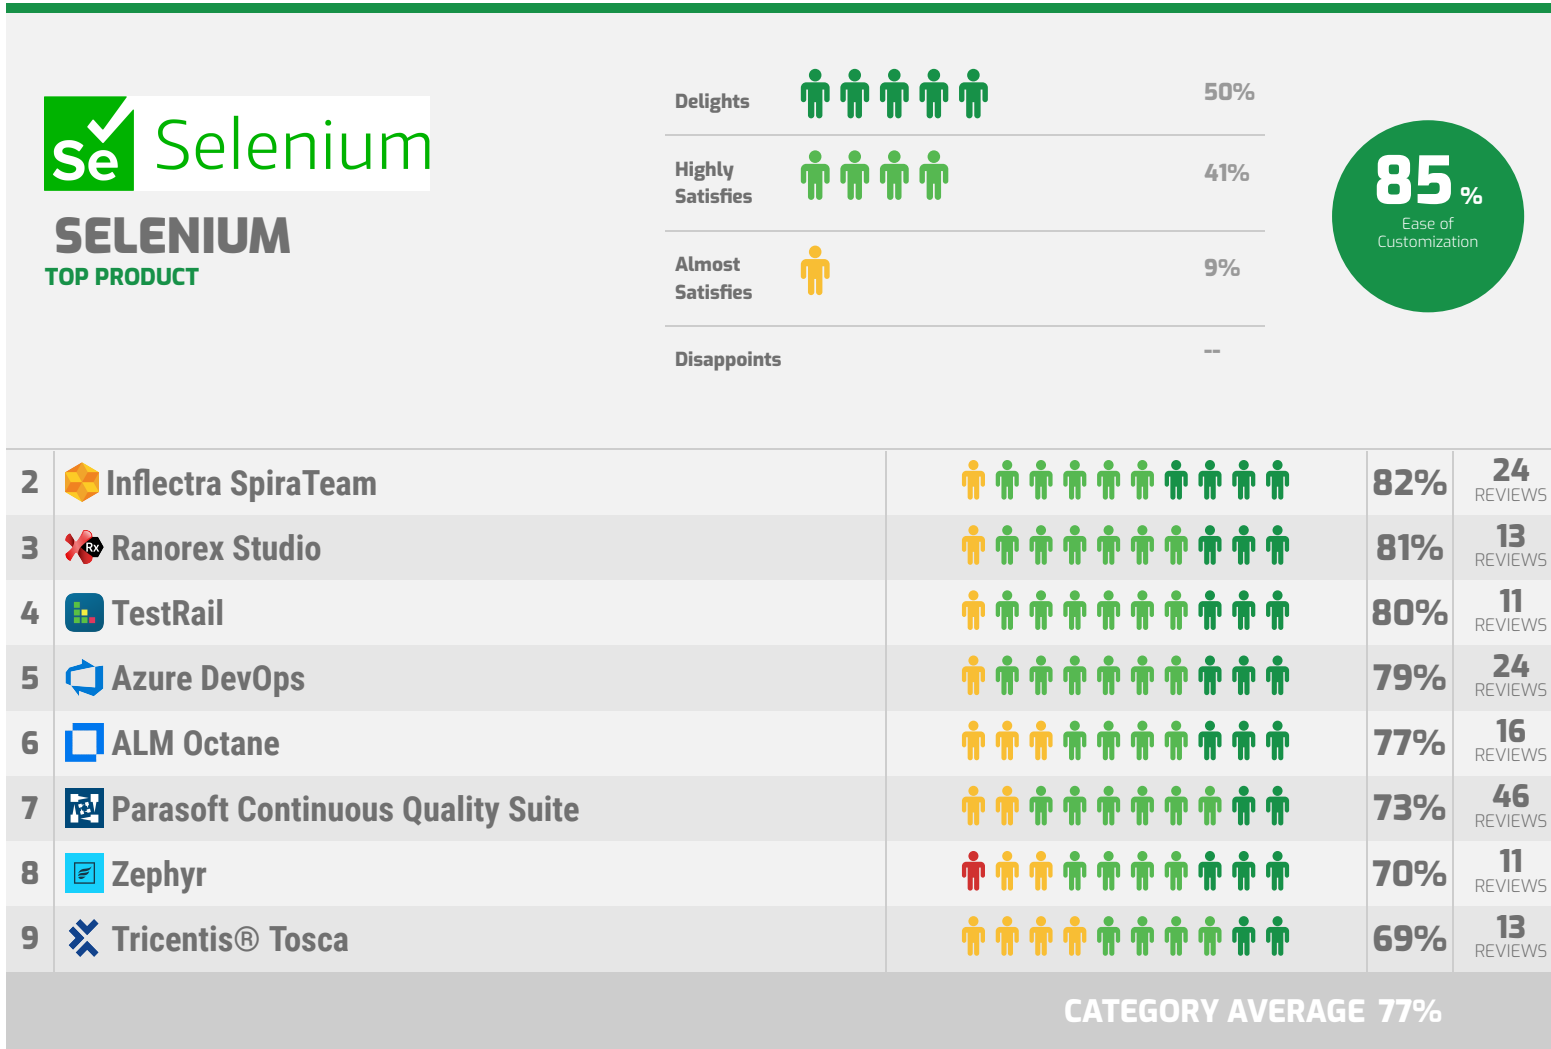 Se Selenium
SELENIUM
TOP PRODUCT
Delights 50%
Highly
Satisfies 41%
Almost
Satisfies 9%
Disappoints --
85 %
Ease of
Customization
2 Inflectra SpiraTeam 82% 24
REVIEWS
3 Rx Ranorex Studio 81% 13
REVIEWS
4 TestRail 80% 11
REVIEWS
5 Azure DevOps 79% 24
REVIEWS
6 ALM Octane 77% 16
REVIEWS
7 Parasoft Continuous Quality Suite 73% 46
REVIEWS
8 Zephyr 70% 11
REVIEWS
9 Tricentis® Tosca 69% 13
REVIEWS
CATEGORY AVERAGE 77%